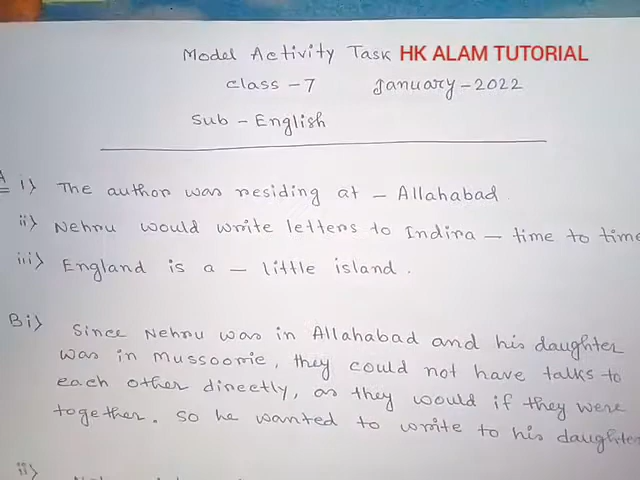 Model Activity Task HK ALAM TUTORIAL
Class - 7 January - 2022
Sub - English
A i) The author was residing at - Allahabad
ii) Nehru would write letters to Indira - time to time
iii) England is a - little island.
B i) Since Nehru was in Allahabad and his daughter
was in Mussoorie, they could not have talks to
each other directly, as they would if they were
together. So he wanted to write to his daughter
ii)